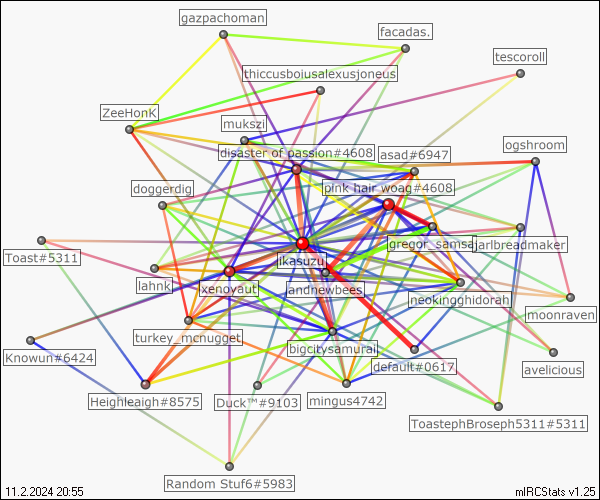 gazpachoman
facadas.
tescoroll
thiccusboiusalexusjoneus
ZeeHonK
mukszi
disaster of passion#4608
asad#6947
ogshroom
doggerdig
pink hair woag#4608
gregor_samsa
jarlbreadmaker
Toast#5311
ikasuzu
lahnk
xenoyaut
andnewbees
neokingghidorah
moonraven
turkey_mcnugget
bigcitysamurai
Knowun#6424
default#0617
avelicious
Heighleaigh#8575
Duck™#9103
mingus4742
ToastephBroseph5311#5311
Random Stuf6#5983
11.2.2024 20:55
mIRCStats v1.25